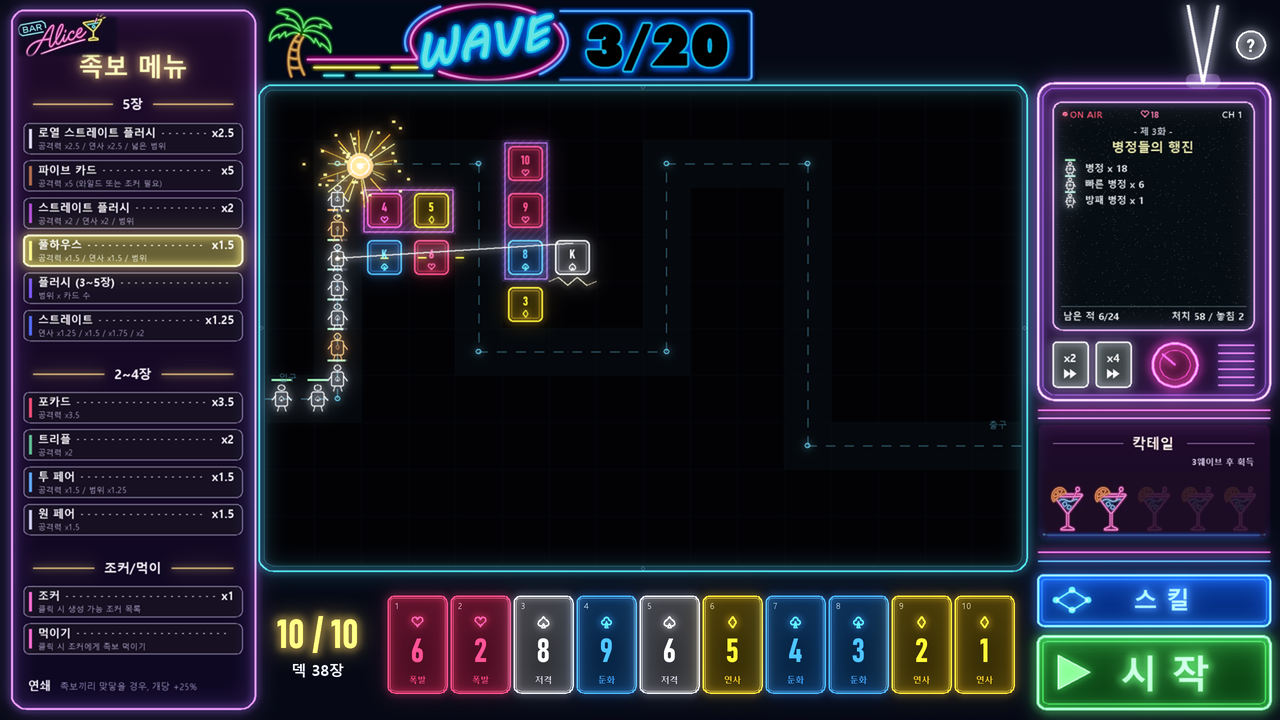 BAR
Alice
족보 메뉴
5장
로열 스트레이트 플러시 x2.5
공격력 x2.5 / 연사 x2.5 / 넓은 범위
파이브 카드 x5
공격력 x5 (와일드 또는 조커 필요)
스트레이트 플러시 x2
공격력 x2 / 연사 x2 / 범위
풀하우스 x1.5
공격력 x1.5 / 연사 x1.5 / 범위
플러시 (3~5장)
범위 x 카드 수
스트레이트 x1.25
연사 x1.25 / x1.5 / x1.75 / x2
2~4장
포카드 x3.5
공격력 x3.5
트리플 x2
공격력 x2
투 페어 x1.5
공격력 x1.5 / 범위 x1.25
원 페어 x1.5
공격력 x1.5
조커/먹이
조커 x1
클릭 시 생성 가능 조커 목록
먹이기
클릭 시 조커에게 족보 먹이기
연쇄 족보끼리 맞닿을 경우, 개당 +25%
WAVE 3/20
10
4 5 9
K 6 8 K
3
입구
출구
10 / 10
덱 38장
1 6 폭발
2 2 폭발
3 8 저격
4 9 둔화
5 6 저격
6 5 연사
7 4 둔화
8 3 둔화
9 2 연사
10 1 연사
?
ON AIR ♡18 CH 1
- 제 3화 -
병정들의 행진
병정 x 18
빠른 병정 x 6
방패 병정 x 1
남은 적 6/24 처치 58 / 놓침 2
x2 x4
칵테일
3웨이브 후 획득
스킬
시작